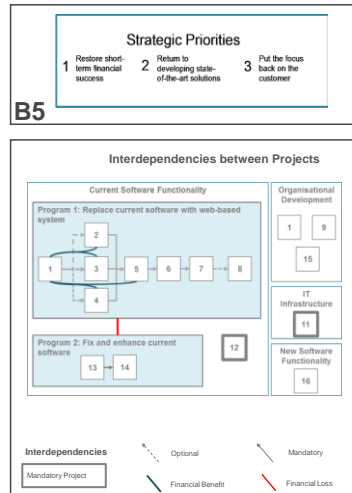 Strategic Priorities
1 Restore short-
term financial
success
2 Return to
developing state-
of-the-art solutions
3 Put the focus
back on the
customer
B5
Interdependencies between Projects
Current Software Functionality
Program 1: Replace current software with web-based
system
2
1
3
5
6
7
8
4
Program 2: Fix and enhance current
software
13
14
12
Organisational
Development
1
9
15
IT
Infrastructure
11
New Software
Functionality
16
Interdependencies
Optional
Mandatory
Mandatory Project
Financial Benefit
Financial Loss